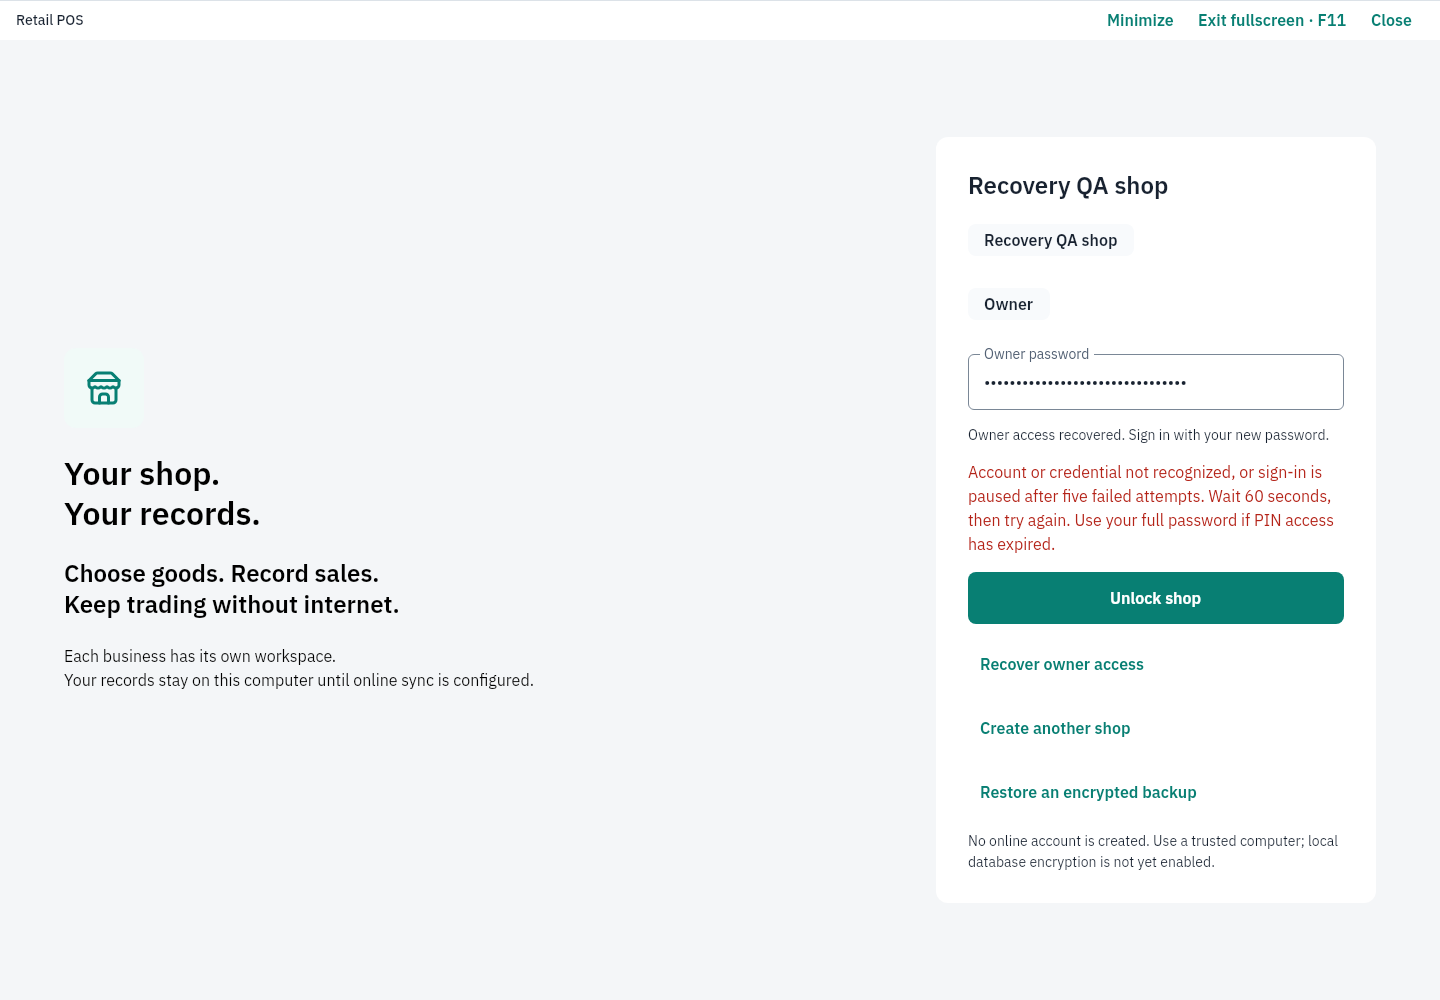 Retail POS
Minimize
Exit fullscreen · F11
Close
Your shop.
Your records.
Choose goods. Record sales.
Keep trading without internet.
Each business has its own workspace.
Your records stay on this computer until online sync is configured.
Recovery QA shop
Recovery QA shop
Owner
Owner password
••••••••••••••••••••••••••••••••
Owner access recovered. Sign in with your new password.
Account or credential not recognized, or sign-in is
paused after five failed attempts. Wait 60 seconds,
then try again. Use your full password if PIN access
has expired.
Unlock shop
Recover owner access
Create another shop
Restore an encrypted backup
No online account is created. Use a trusted computer; local
database encryption is not yet enabled.